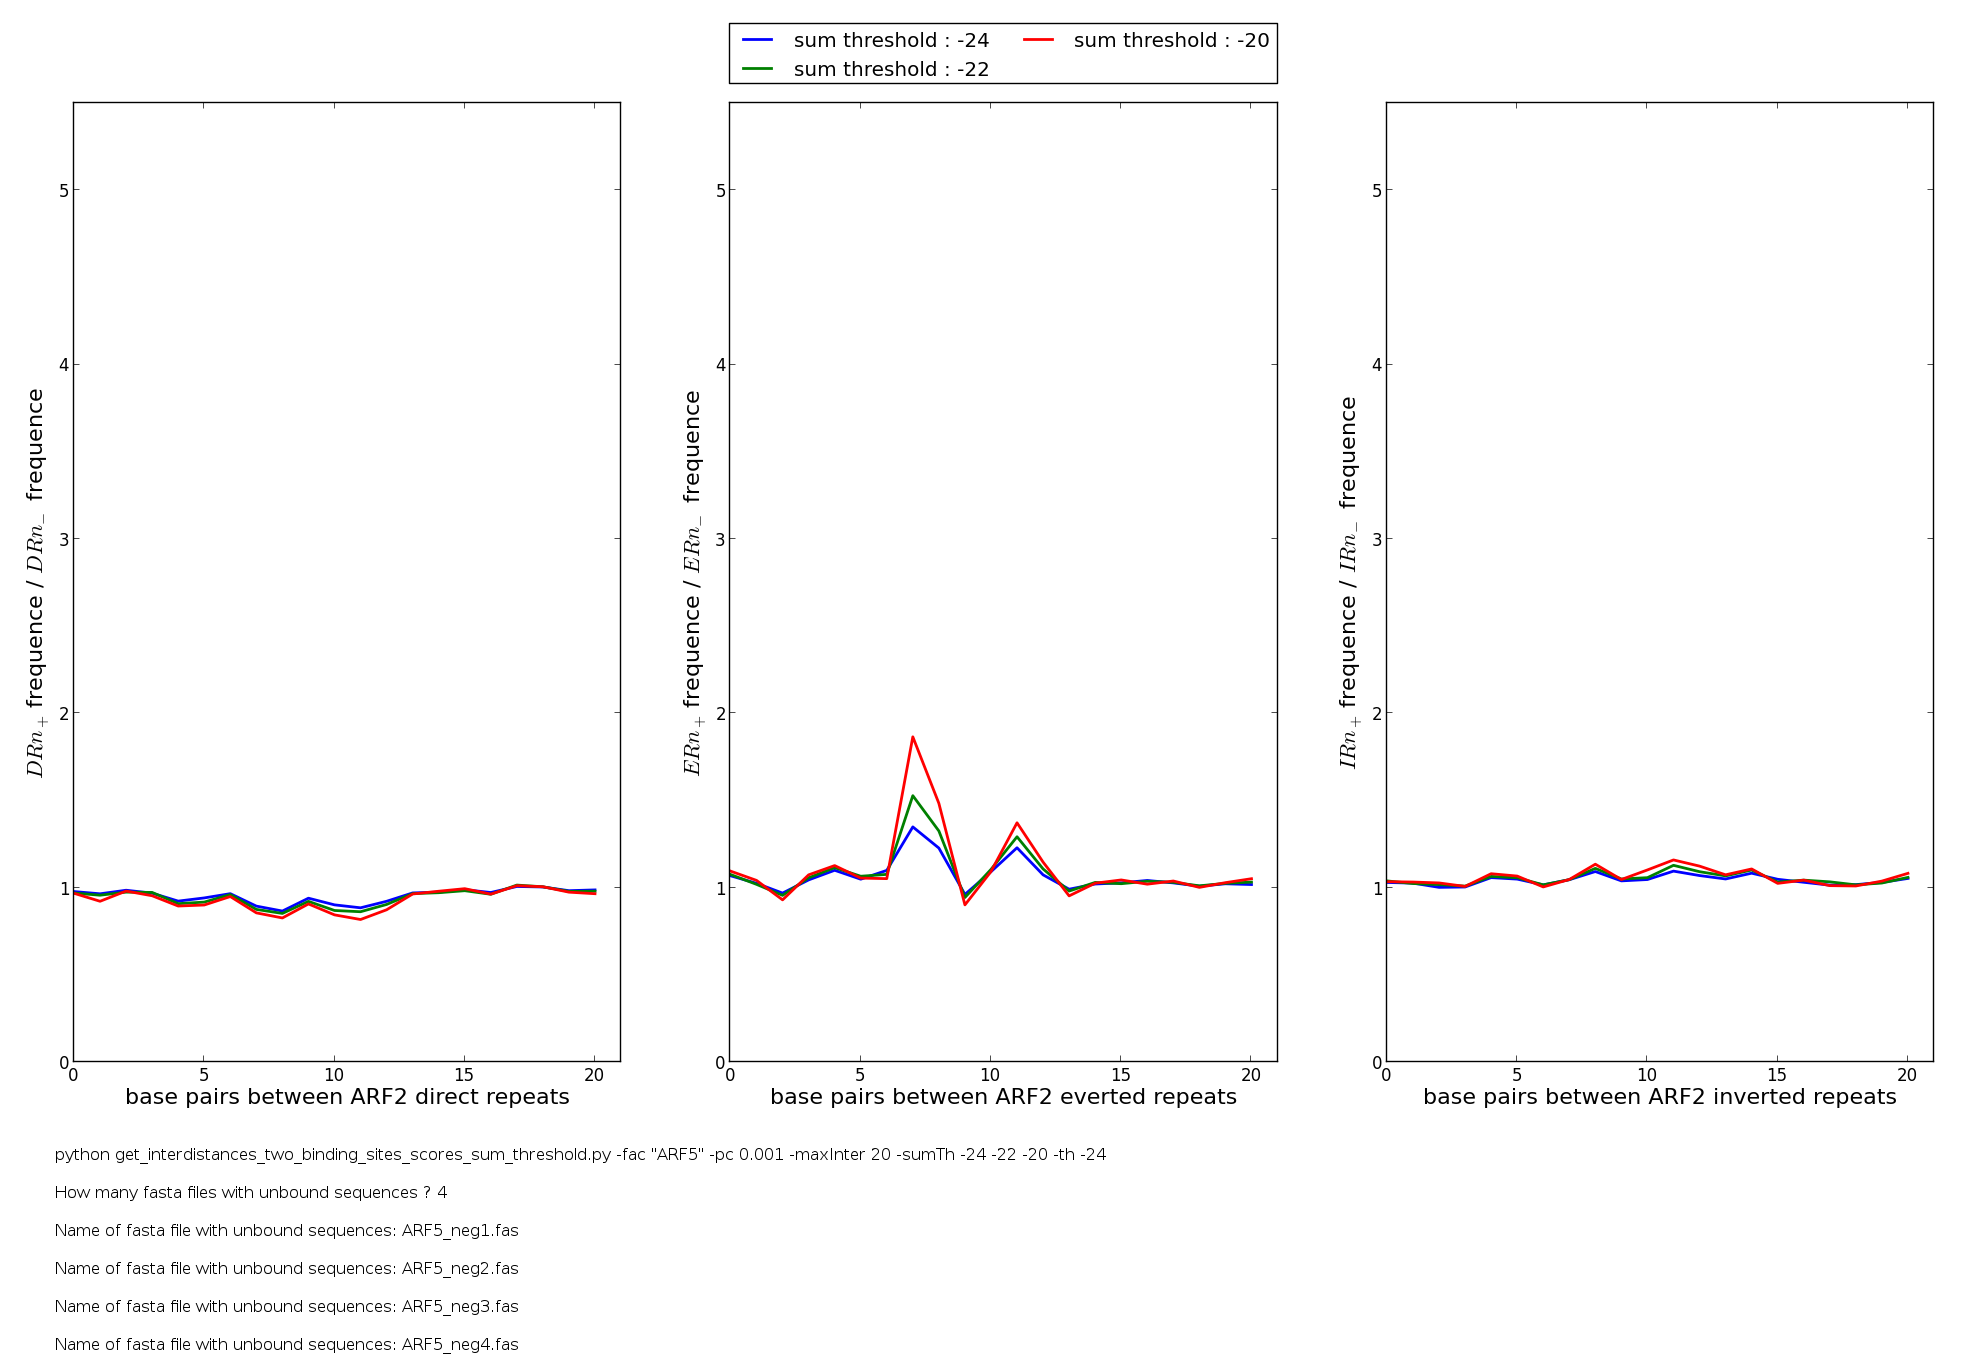 sum threshold : -24
sum threshold : -22
sum threshold : -20
DRn+ frequence / DRn− frequence
5
4
3
2
1
0
0 5 10 15 20
base pairs between ARF2 direct repeats
ERn+ frequence / ERn− frequence
5
4
3
2
1
0
0 5 10 15 20
base pairs between ARF2 everted repeats
IRn+ frequence / IRn− frequence
5
4
3
2
1
0
0 5 10 15 20
base pairs between ARF2 inverted repeats
python get_interdistances_two_binding_sites_scores_sum_threshold.py -fac "ARF5" -pc 0.001 -maxInter 20 -sumTh -24 -22 -20 -th -24
How many fasta files with unbound sequences ? 4
Name of fasta file with unbound sequences: ARF5_neg1.fas
Name of fasta file with unbound sequences: ARF5_neg2.fas
Name of fasta file with unbound sequences: ARF5_neg3.fas
Name of fasta file with unbound sequences: ARF5_neg4.fas